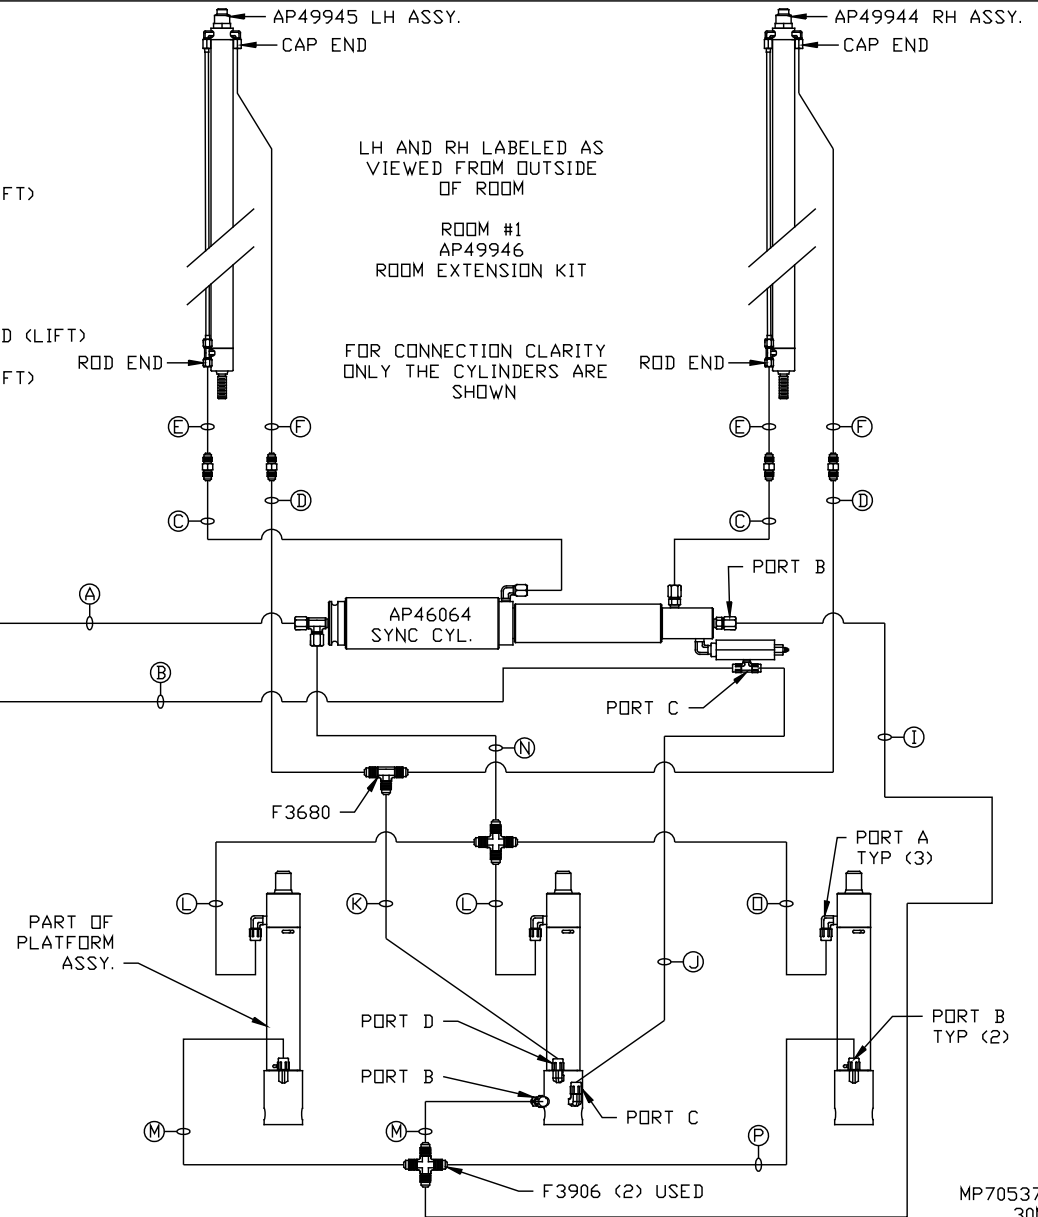 AP49945 LH ASSY.
CAP END
AP49944 RH ASSY.
CAP END
LH AND RH LABELED AS
VIEWED FROM OUTSIDE
OF ROOM
FT)
ROOM #1
AP49946
ROOM EXTENSION KIT
D (LIFT)
FOR CONNECTION CLARITY
ONLY THE CYLINDERS ARE
SHOWN
ROD END
ROD END
FT)
E
F
E
F
D
D
C
C
PORT B
A
AP46064
SYNC CYL.
B
PORT C
I
N
F3680
PORT A
TYP (3)
L
K
L
O
PART OF
PLATFORM
ASSY.
J
PORT D
PORT B
TYP (2)
PORT B
PORT C
M
M
P
F3906 (2) USED
MP70537